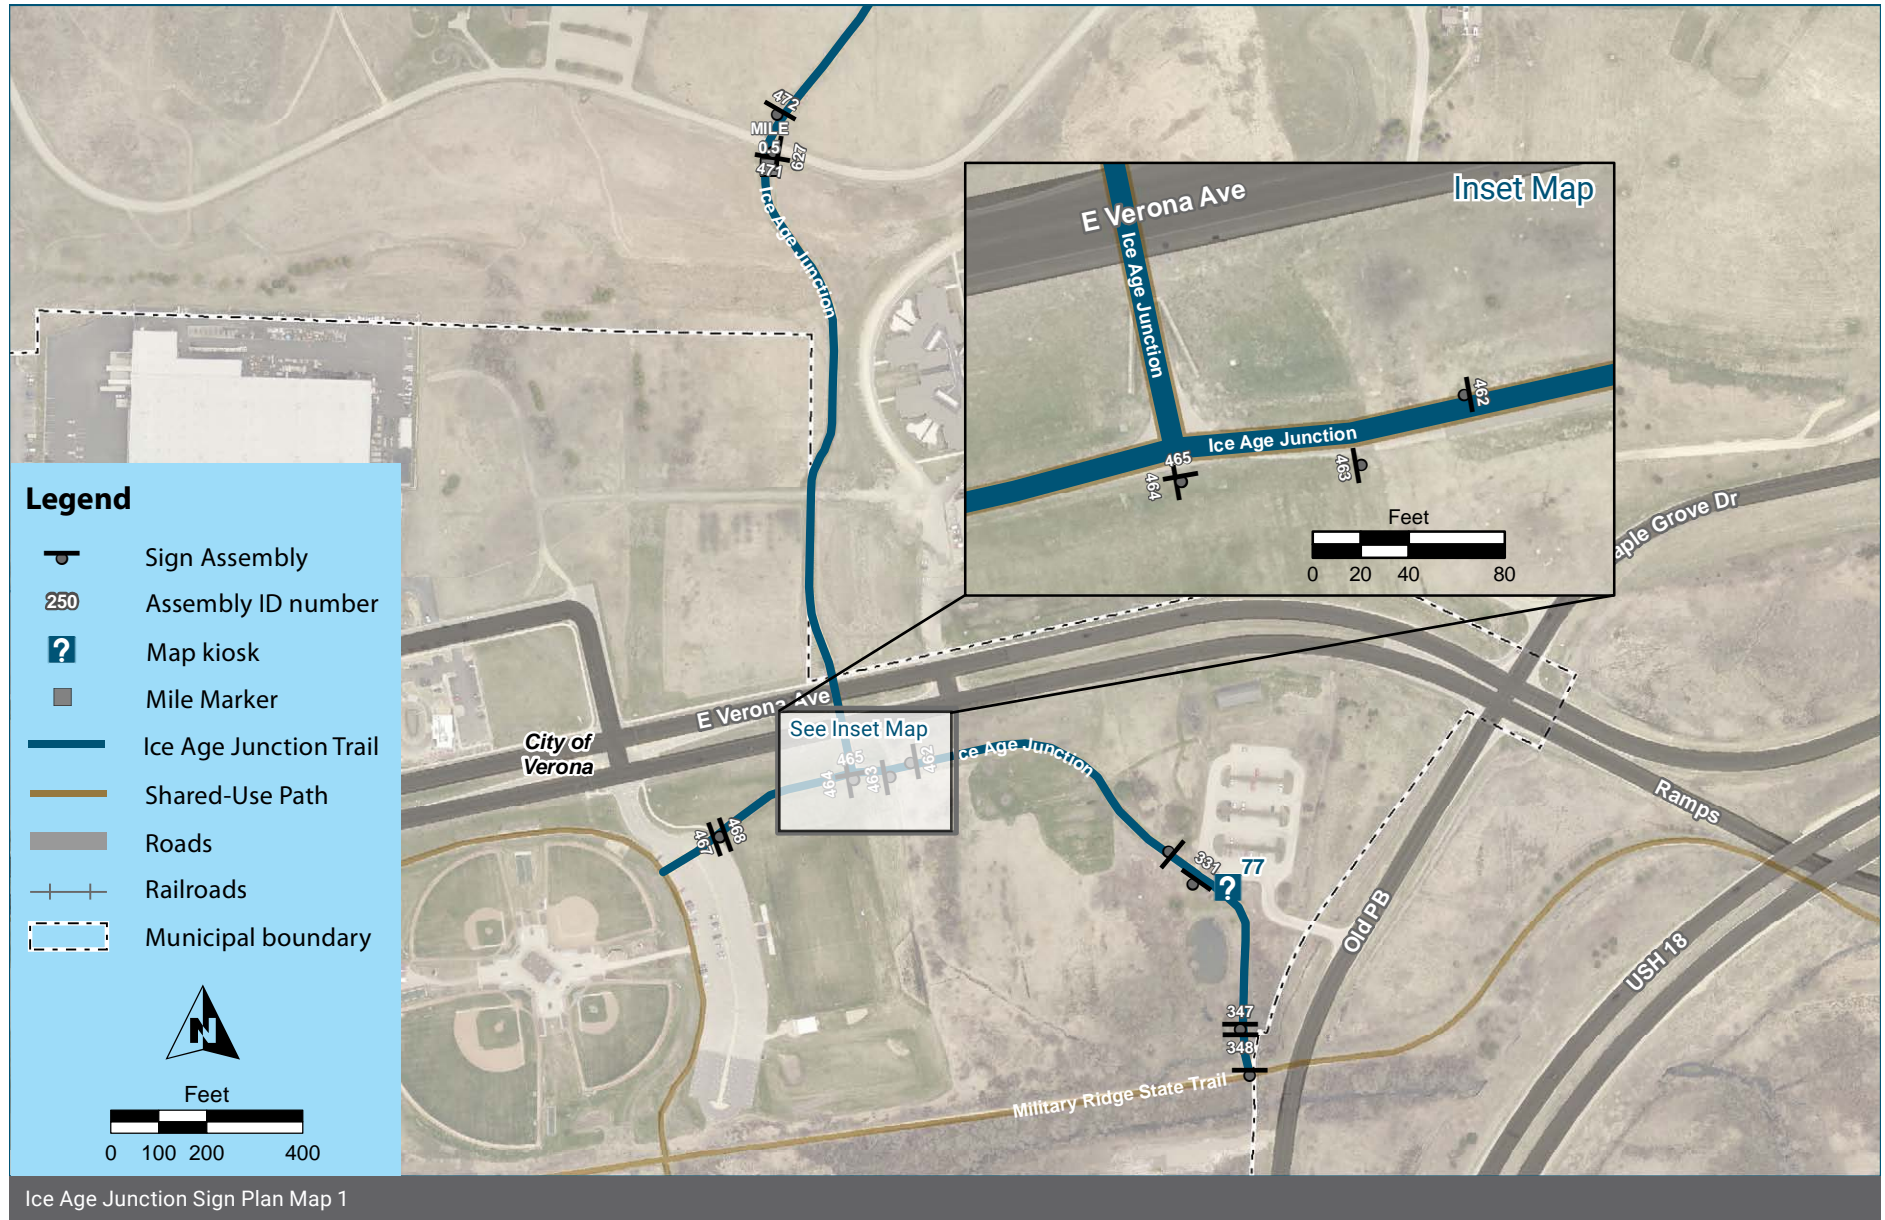 472
MILE
0.5
627
471
Ice Age Junction
Inset Map
E Verona Ave
Ice Age Junction
Ice Age Junction
462
465
464
463
Feet
0 20 40 80
aple Grove Dr
Legend
Sign Assembly
250 Assembly ID number
? Map kiosk
Mile Marker
Ice Age Junction Trail
Shared-Use Path
Roads
Railroads
Municipal boundary
N
Feet
0 100 200 400
E Verona Ave
City of
Verona
See Inset Map
465
464
463
462
ce Age Junction
467
468
331
? 77
Ramps
Old PB
USH 18
347
348
Military Ridge State Trail
Ice Age Junction Sign Plan Map 1